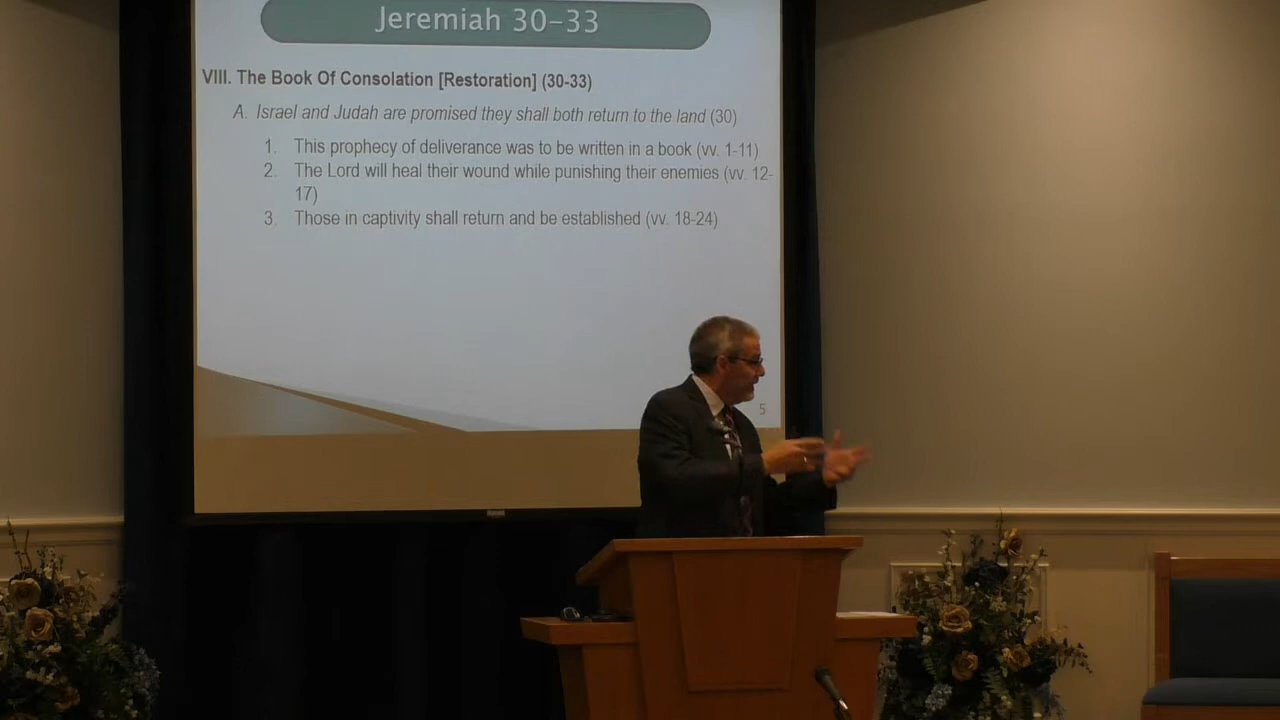 Jeremiah 30-33
VIII. The Book Of Consolation [Restoration] (30-33)
A. Israel and Judah are promised they shall both return to the land (30)
1. This prophecy of deliverance was to be written in a book (vv. 1-11)
2. The Lord will heal their wound while punishing their enemies (vv. 12-
17)
3. Those in captivity shall return and be established (vv. 18-24)
5